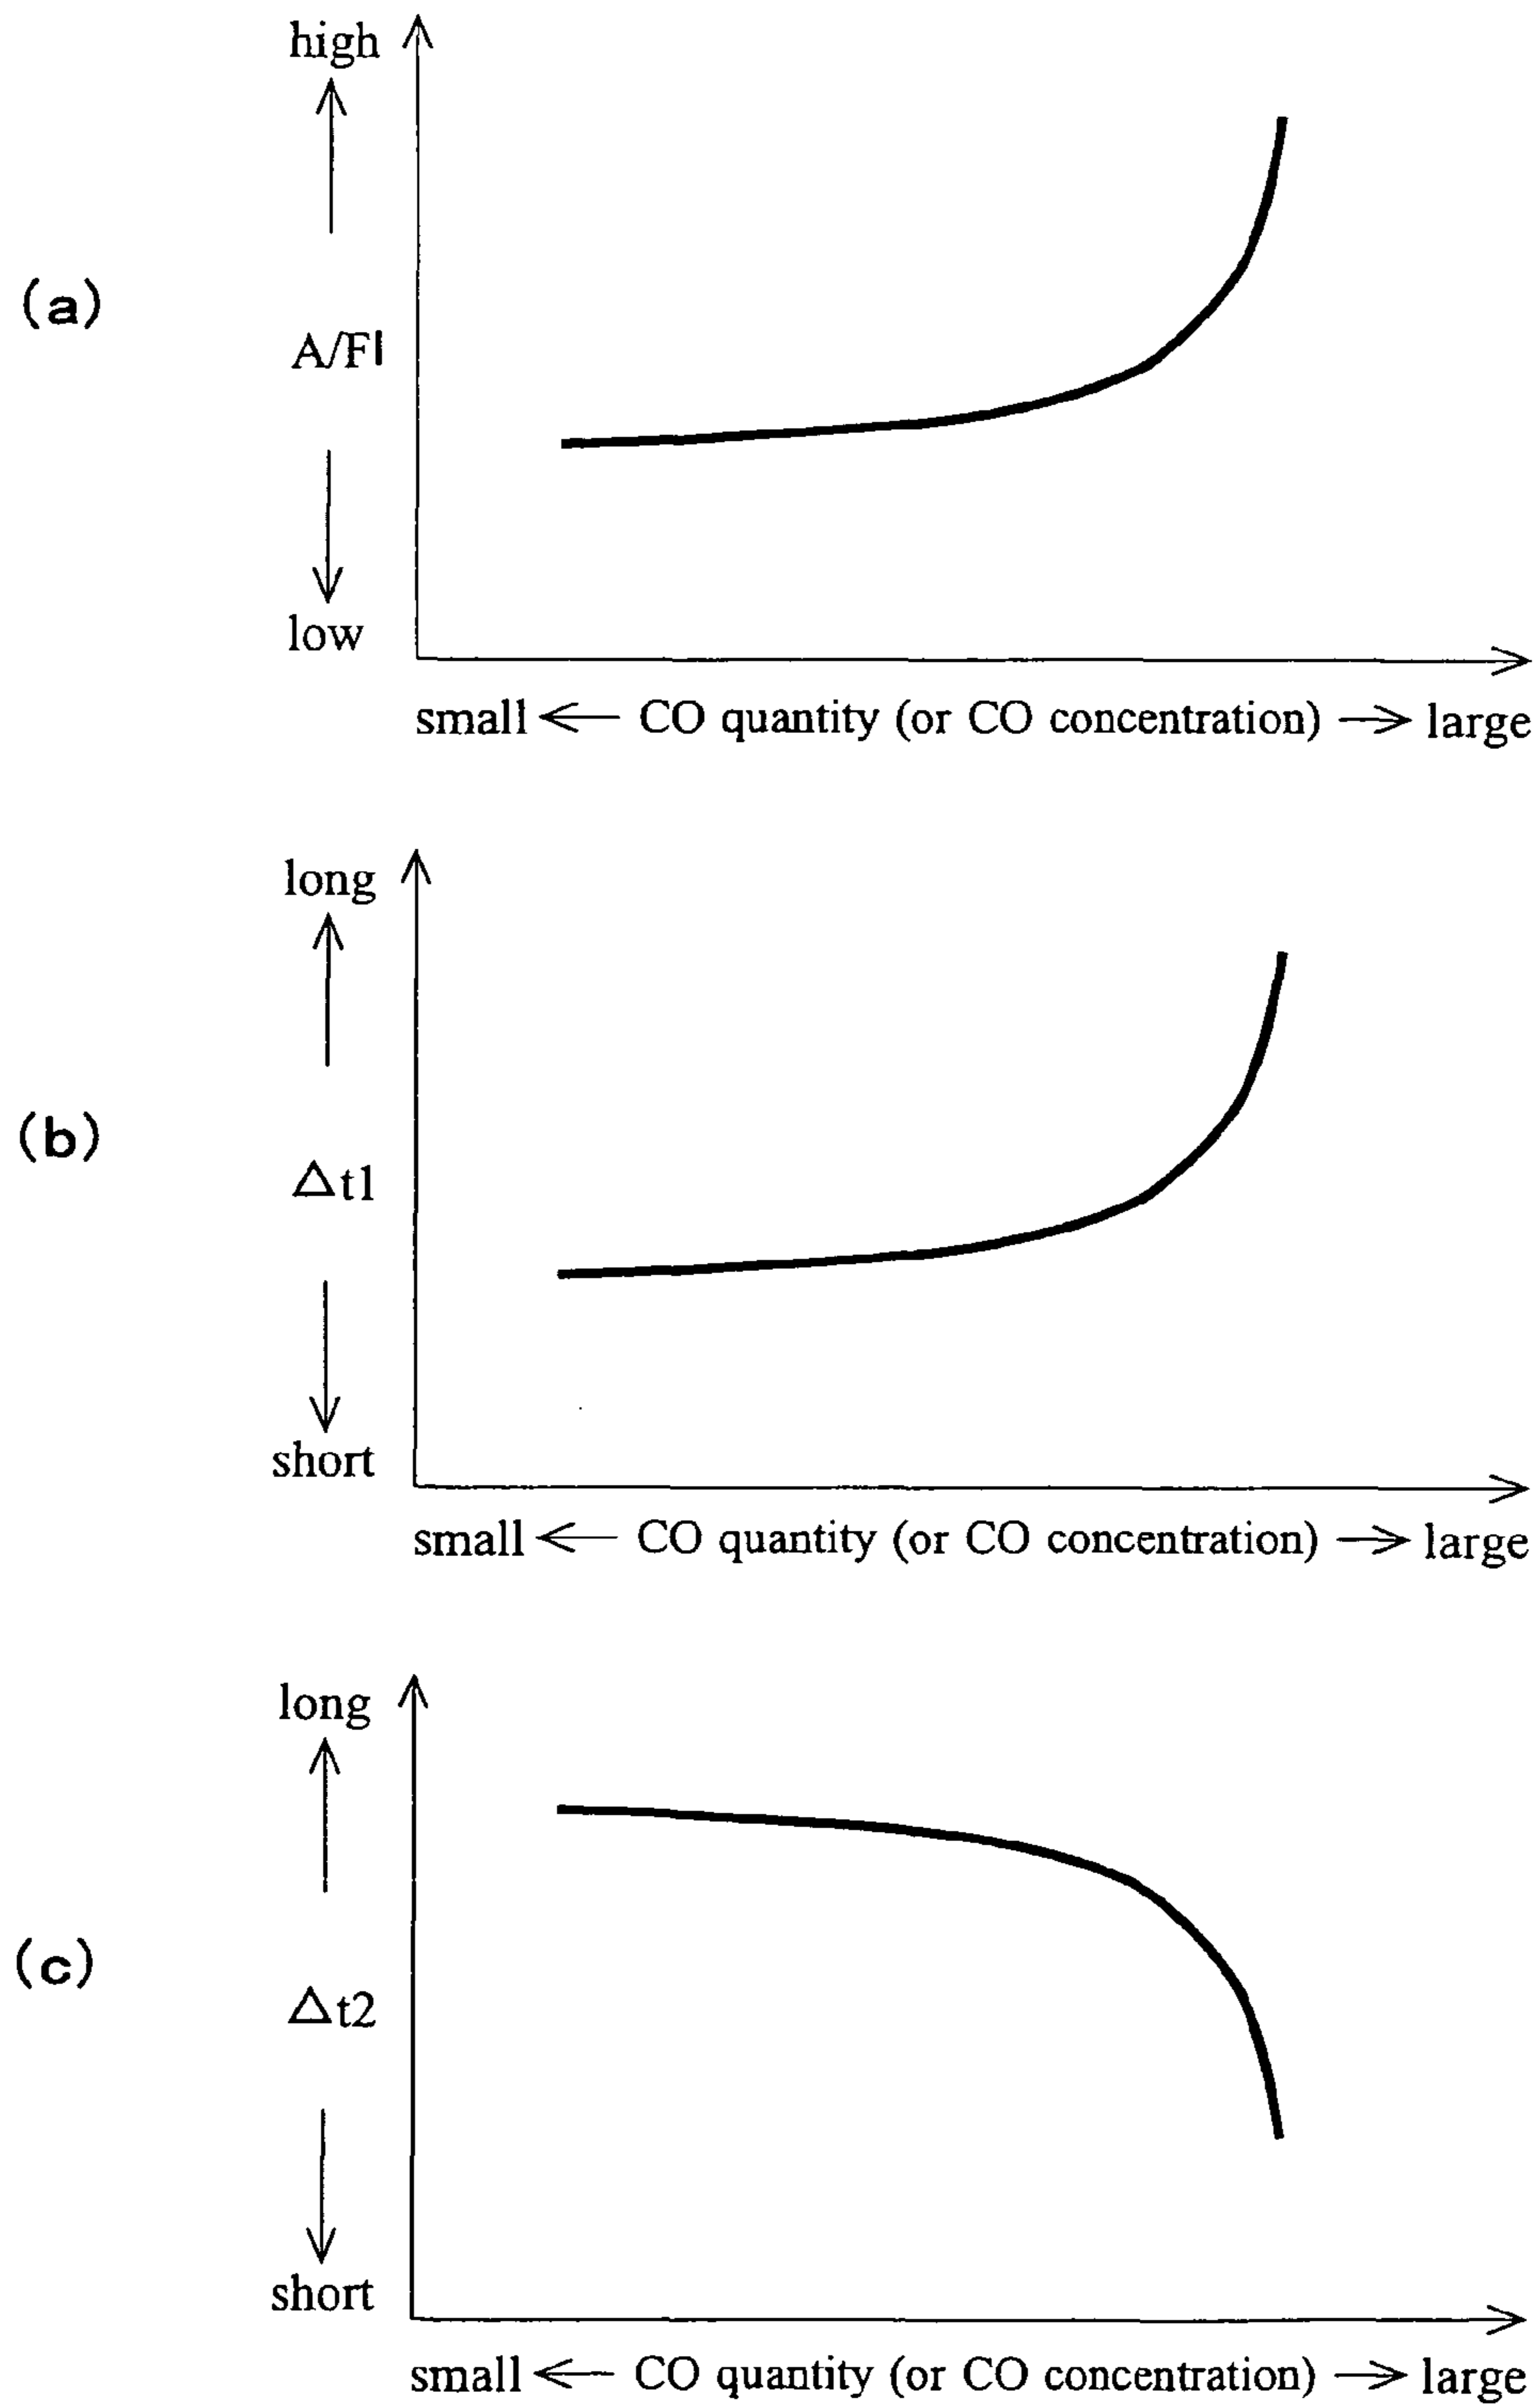 high
(a)
A/Fl
low
small ← CO quantity (or CO concentration) → large
long
(b)
Δt1
short
small ← CO quantity (or CO concentration) → large
long
(c)
Δt2
short
small ← CO quantity (or CO concentration) → large